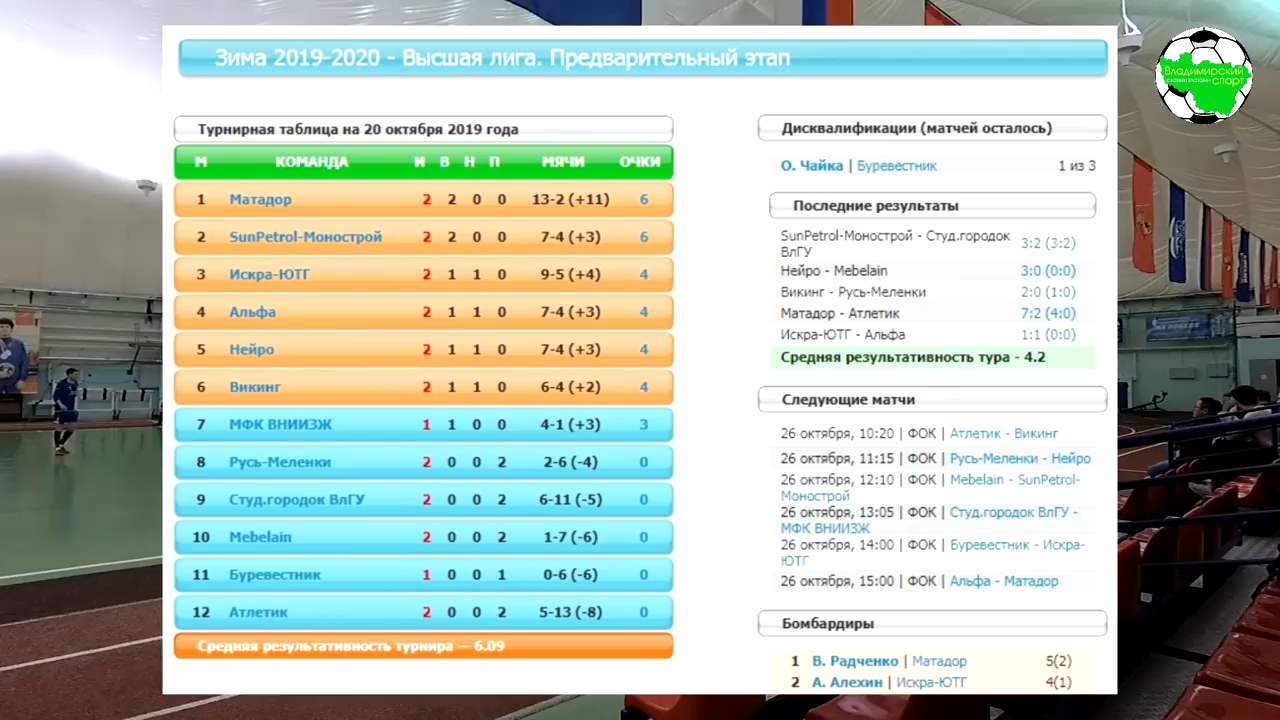 Зима 2019-2020 - Высшая лига. Предварительный этап
Турнирная таблица на 20 октября 2019 года
М КОМАНДА И В Н П МЯЧИ ОЧКИ
1 Матадор 2 2 0 0 13-2 (+11) 6
2 SunPetrol-Монострой 2 2 0 0 7-4 (+3) 6
3 Искра-ЮТГ 2 1 1 0 9-5 (+4) 4
4 Альфа 2 1 1 0 7-4 (+3) 4
5 Нейро 2 1 1 0 7-4 (+3) 4
6 Викинг 2 1 1 0 6-4 (+2) 4
7 МФК ВНИИЗЖ 1 1 0 0 4-1 (+3) 3
8 Русь-Меленки 2 0 0 2 2-6 (-4) 0
9 Студ.городок ВлГУ 2 0 0 2 6-11 (-5) 0
10 Mebelain 2 0 0 2 1-7 (-6) 0
11 Буревестник 1 0 0 1 0-6 (-6) 0
12 Атлетик 2 0 0 2 5-13 (-8) 0
Средняя результативность турнира — 6.09
Дисквалификации (матчей осталось)
О. Чайка | Буревестник 1 из 3
Последние результаты
SunPetrol-Монострой - Студ.городок
ВлГУ 3:2 (3:2)
Нейро - Mebelain 3:0 (0:0)
Викинг - Русь-Меленки 2:0 (1:0)
Матадор - Атлетик 7:2 (4:0)
Искра-ЮТГ - Альфа 1:1 (0:0)
Средняя результативность тура - 4.2
Следующие матчи
26 октября, 10:20 | ФОК | Атлетик - Викинг
26 октября, 11:15 | ФОК | Русь-Меленки - Нейро
26 октября, 12:10 | ФОК | Mebelain - SunPetrol-
Монострой
26 октября, 13:05 | ФОК | Студ.городок ВлГУ -
МФК ВНИИЗЖ
26 октября, 14:00 | ФОК | Буревестник - Искра-
ЮТГ
26 октября, 15:00 | ФОК | Альфа - Матадор
Бомбардиры
1 В. Радченко | Матадор 5(2)
2 А. Алехин | Искра-ЮТГ 4(1)
Владимирский
своими глазами
спорт